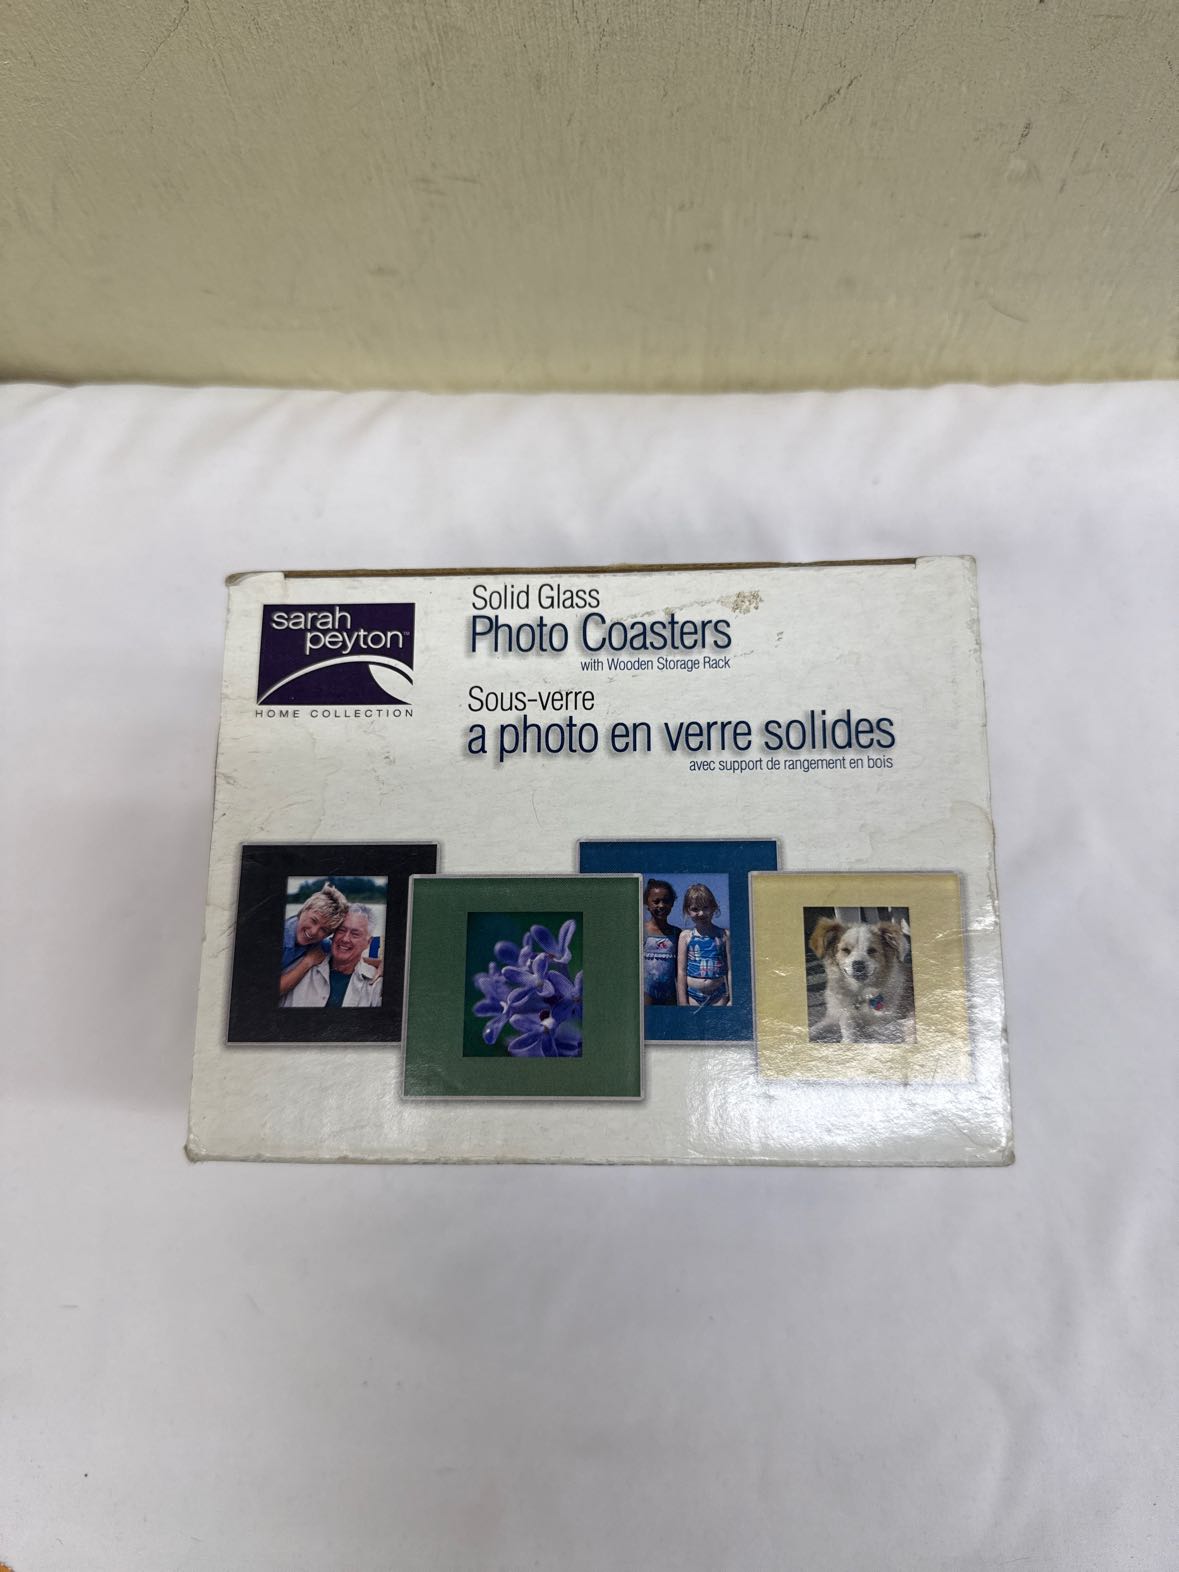 sarah
peyton™
HOME COLLECTION
Solid Glass
Photo Coasters
with Wooden Storage Rack
Sous-verre
a photo en verre solides
avec support de rangement en bois